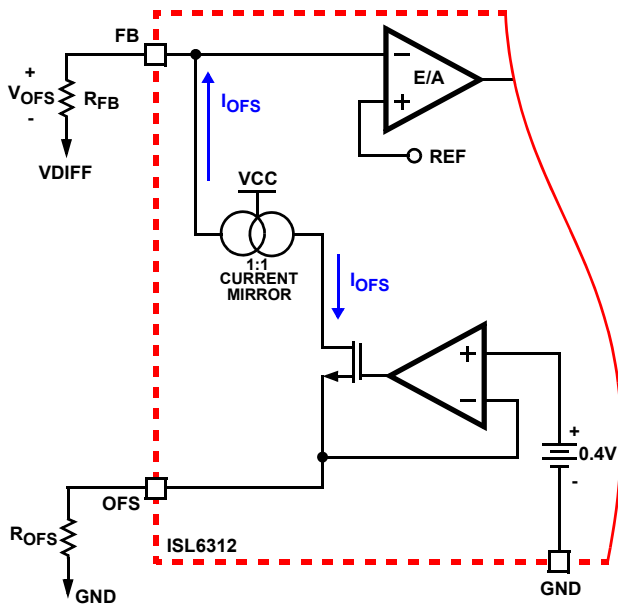 FB
+
VOFS
-
RFB
VDIFF
IOFS
-
E/A
+
REF
VCC
1:1
CURRENT
MIRROR
IOFS
+
-
+
0.4V
-
OFS
ROFS
GND
ISL6312
GND